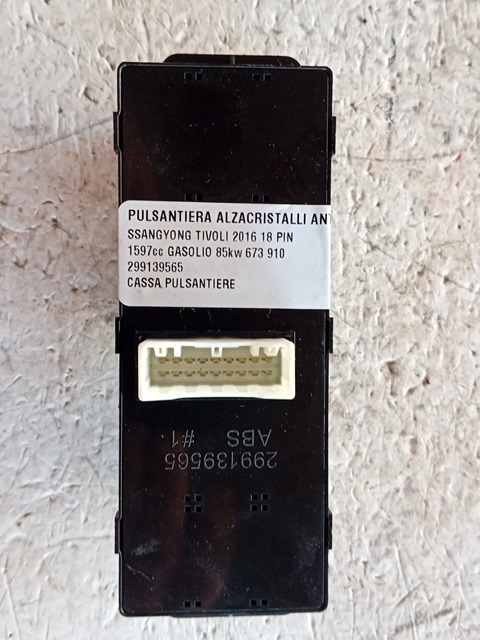 PULSANTIERA ALZACRISTALLI ANT
SSANGYONG TIVOLI 2016 18 PIN
1597cc GASOLIO 85kw 673 910
299139565
CASSA PULSANTIERE
299139565
ABS #1